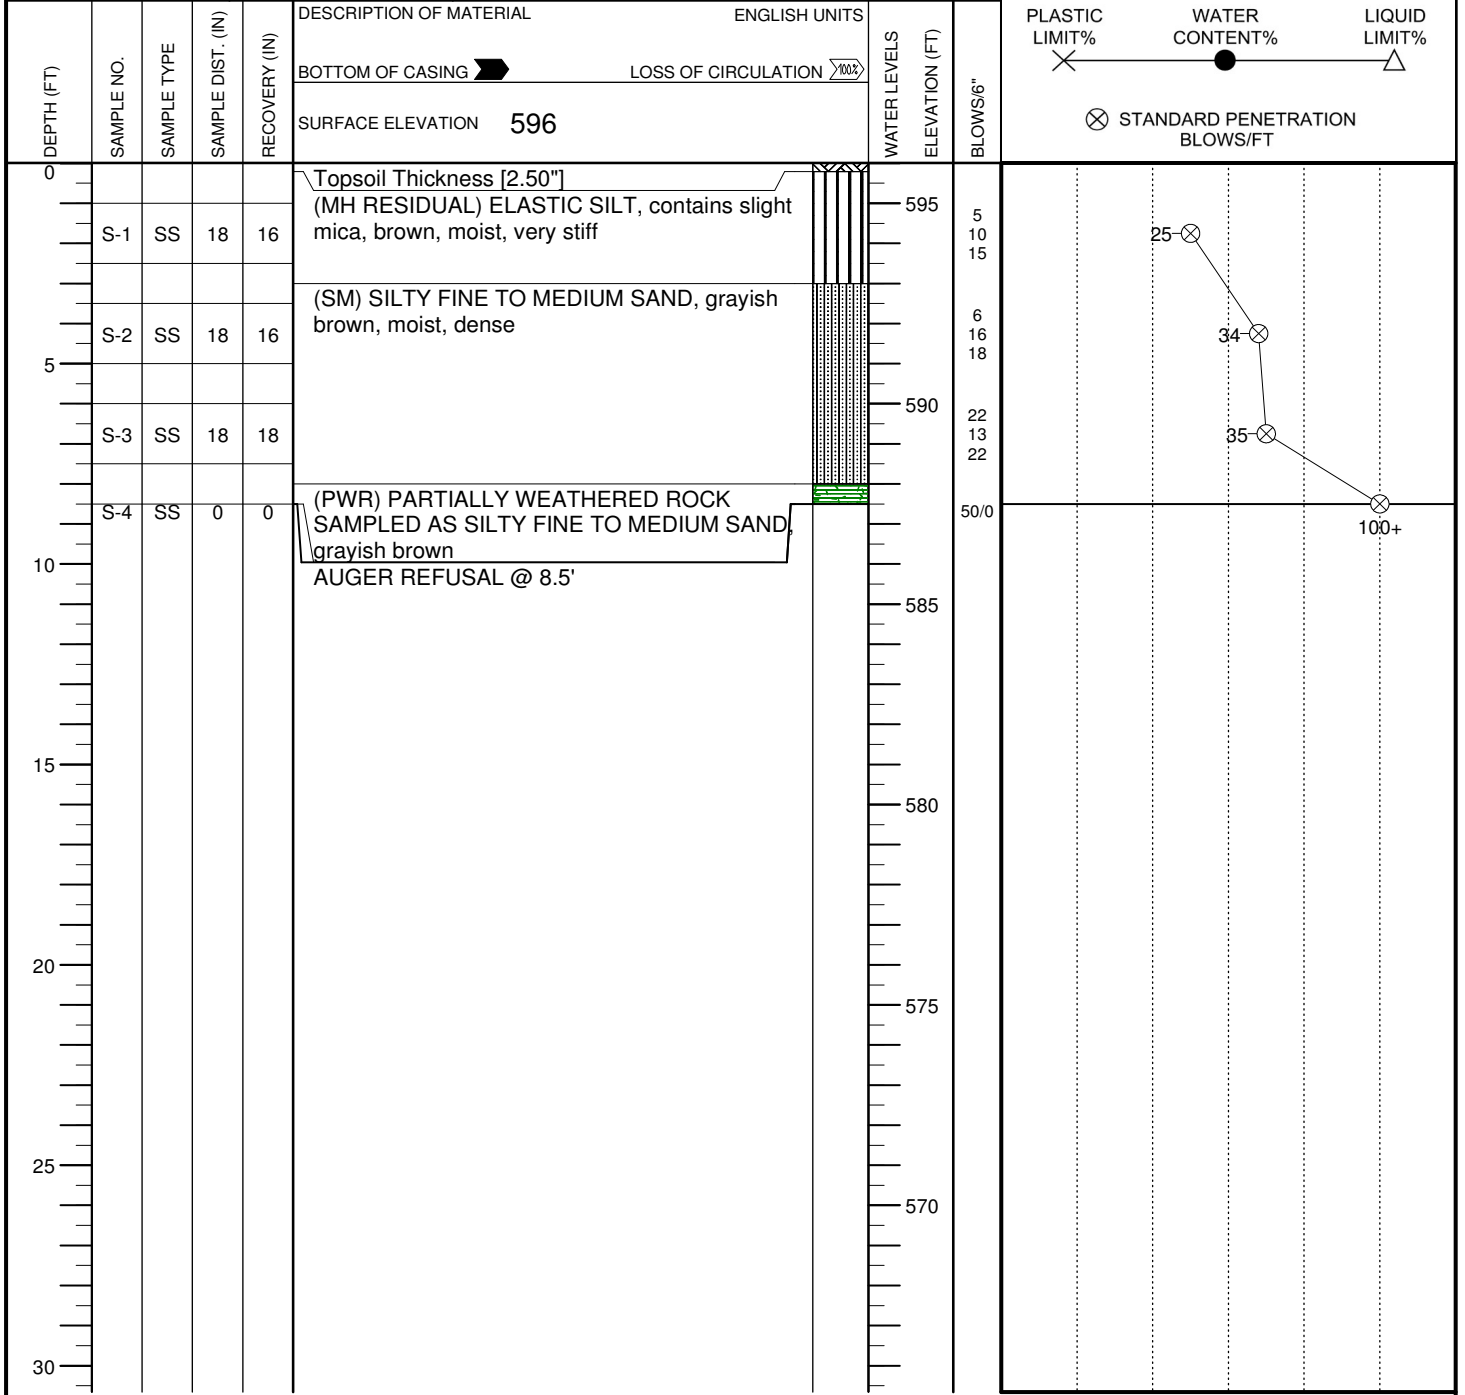 DEPTH (FT)
SAMPLE NO.
SAMPLE TYPE
SAMPLE DIST. (IN)
RECOVERY (IN)
DESCRIPTION OF MATERIAL ENGLISH UNITS
BOTTOM OF CASING LOSS OF CIRCULATION 100%
SURFACE ELEVATION 596
WATER LEVELS
ELEVATION (FT)
BLOWS/6"
PLASTIC LIMIT%
WATER CONTENT%
LIQUID LIMIT%
STANDARD PENETRATION
BLOWS/FT
0
Topsoil Thickness [2.50"]
(MH RESIDUAL) ELASTIC SILT, contains slight
mica, brown, moist, very stiff
595
S-1 SS 18 16
5
10
15
25
(SM) SILTY FINE TO MEDIUM SAND, grayish
brown, moist, dense
S-2 SS 18 16
6
16
18
34
5
590
S-3 SS 18 18
22
13
22
35
(PWR) PARTIALLY WEATHERED ROCK
SAMPLED AS SILTY FINE TO MEDIUM SAND,
grayish brown
S-4 SS 0 0
50/0
100+
10
AUGER REFUSAL @ 8.5'
585
15
580
20
575
25
570
30